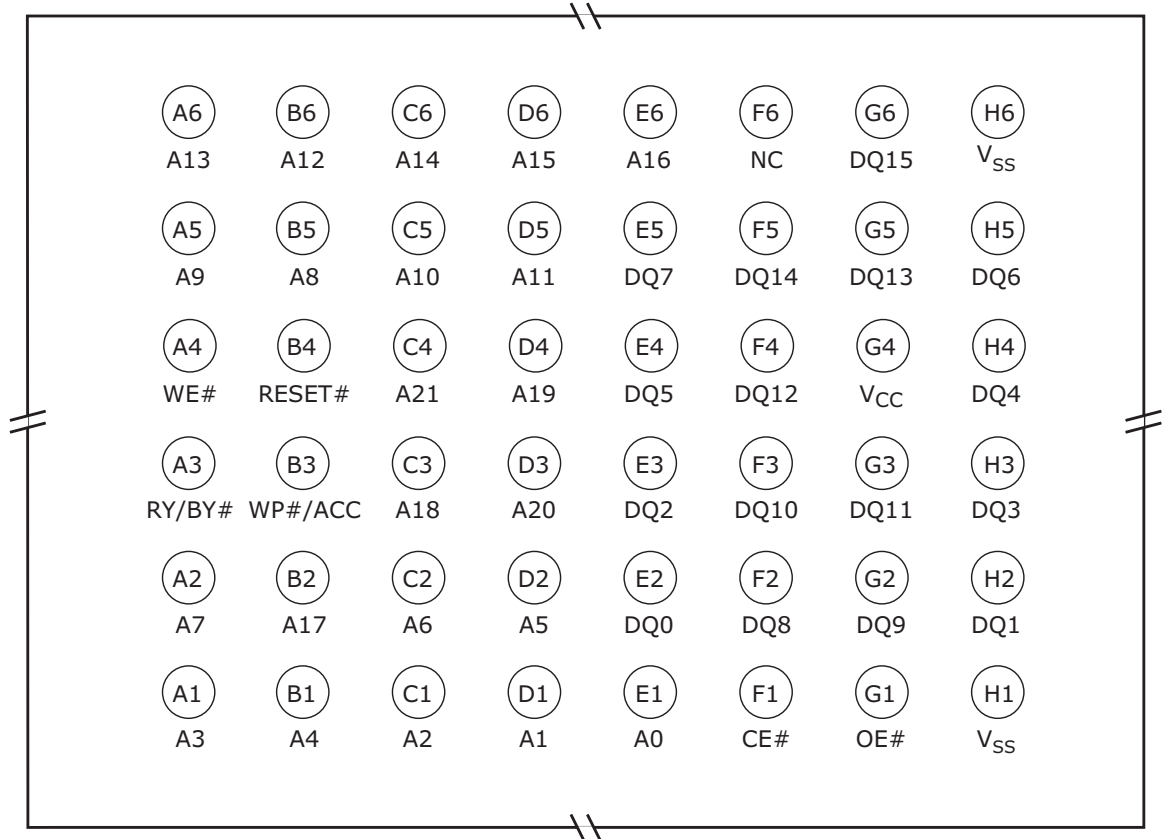 A6 B6 C6 D6 E6 F6 G6 H6
A13 A12 A14 A15 A16 NC DQ15 VSS
A5 B5 C5 D5 E5 F5 G5 H5
A9 A8 A10 A11 DQ7 DQ14 DQ13 DQ6
A4 B4 C4 D4 E4 F4 G4 H4
WE# RESET# A21 A19 DQ5 DQ12 VCC DQ4
A3 B3 C3 D3 E3 F3 G3 H3
RY/BY# WP#/ACC A18 A20 DQ2 DQ10 DQ11 DQ3
A2 B2 C2 D2 E2 F2 G2 H2
A7 A17 A6 A5 DQ0 DQ8 DQ9 DQ1
A1 B1 C1 D1 E1 F1 G1 H1
A3 A4 A2 A1 A0 CE# OE# VSS